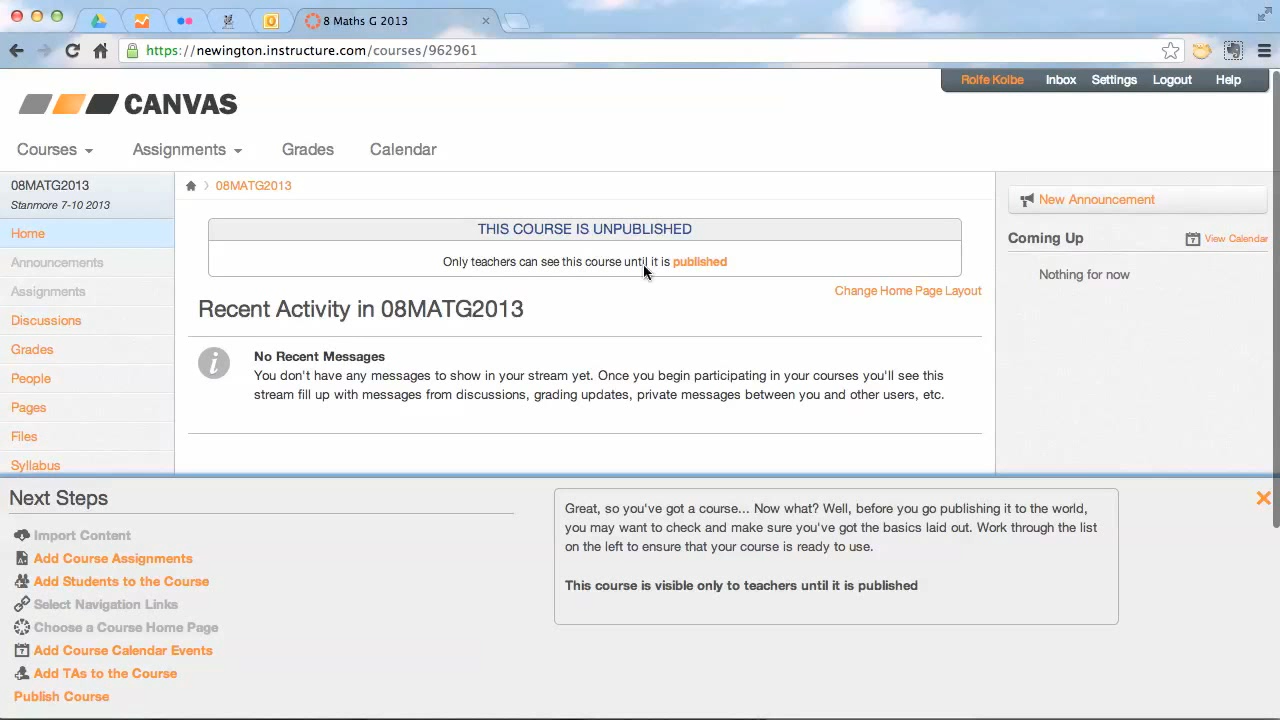 8 Maths G 2013
https://newington.instructure.com/courses/962961
Rolfe Kolbe Inbox Settings Logout Help
CANVAS
Courses Assignments Grades Calendar
08MATG2013
Stanmore 7-10 2013
Home
Announcements
Assignments
Discussions
Grades
People
Pages
Files
Syllabus
08MATG2013
THIS COURSE IS UNPUBLISHED
Only teachers can see this course until it is published
Change Home Page Layout
Recent Activity in 08MATG2013
No Recent Messages
You don't have any messages to show in your stream yet. Once you begin participating in your courses you'll see this
stream fill up with messages from discussions, grading updates, private messages between you and other users, etc.
New Announcement
Coming Up
View Calendar
Nothing for now
Next Steps
Import Content
Add Course Assignments
Add Students to the Course
Select Navigation Links
Choose a Course Home Page
Add Course Calendar Events
Add TAs to the Course
Publish Course
Great, so you've got a course... Now what? Well, before you go publishing it to the world,
you may want to check and make sure you've got the basics laid out. Work through the list
on the left to ensure that your course is ready to use.
This course is visible only to teachers until it is published